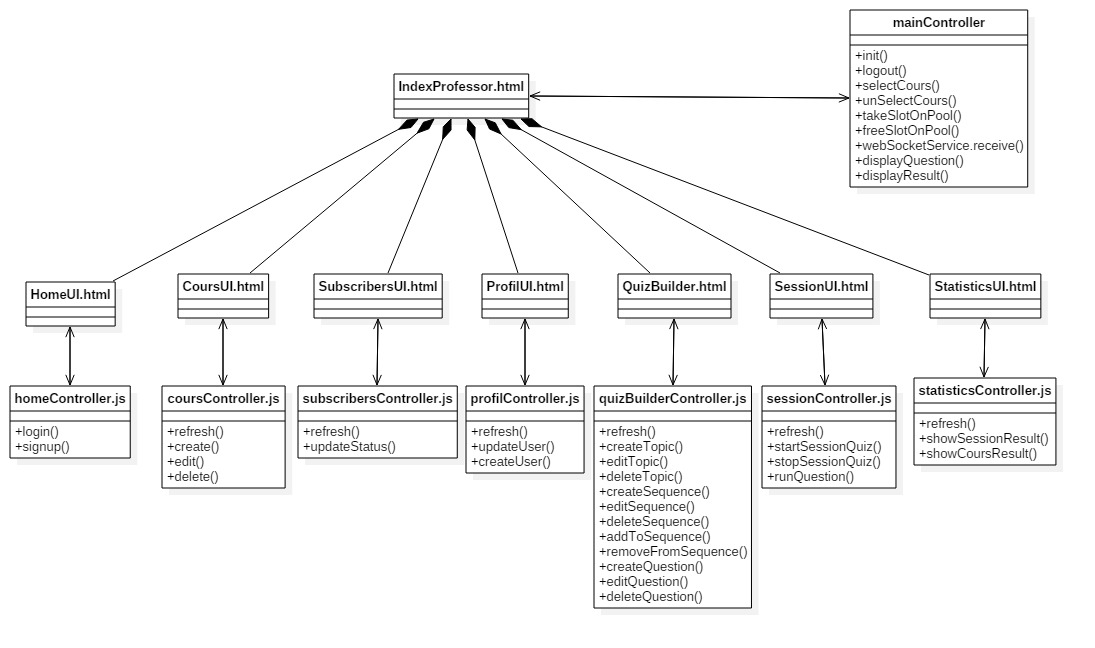 mainController
+init()
+logout()
+selectCours()
+unSelectCours()
+takeSlotOnPool()
+freeSlotOnPool()
+webSocketService.receive()
+displayQuestion()
+displayResult()
IndexProfessor.html
HomeUI.html
CoursUI.html
SubscribersUI.html
ProfilUI.html
QuizBuilder.html
SessionUI.html
StatisticsUI.html
homeController.js
+login()
+signup()
coursController.js
+refresh()
+create()
+edit()
+delete()
subscribersController.js
+refresh()
+updateStatus()
profilController.js
+refresh()
+updateUser()
+createUser()
quizBuilderController.js
+refresh()
+createTopic()
+editTopic()
+deleteTopic()
+createSequence()
+editSequence()
+deleteSequence()
+addToSequence()
+removeFromSequence()
+createQuestion()
+editQuestion()
+deleteQuestion()
sessionController.js
+refresh()
+startSessionQuiz()
+stopSessionQuiz()
+runQuestion()
statisticsController.js
+refresh()
+showSessionResult()
+showCoursResult()